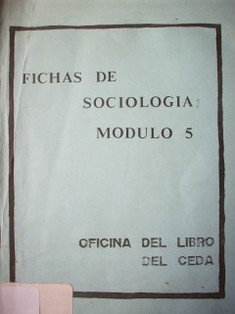 FICHAS DE
SOCIOLOGIA
MODULO 5
OFICINA DEL LIBRO
DEL CEDA